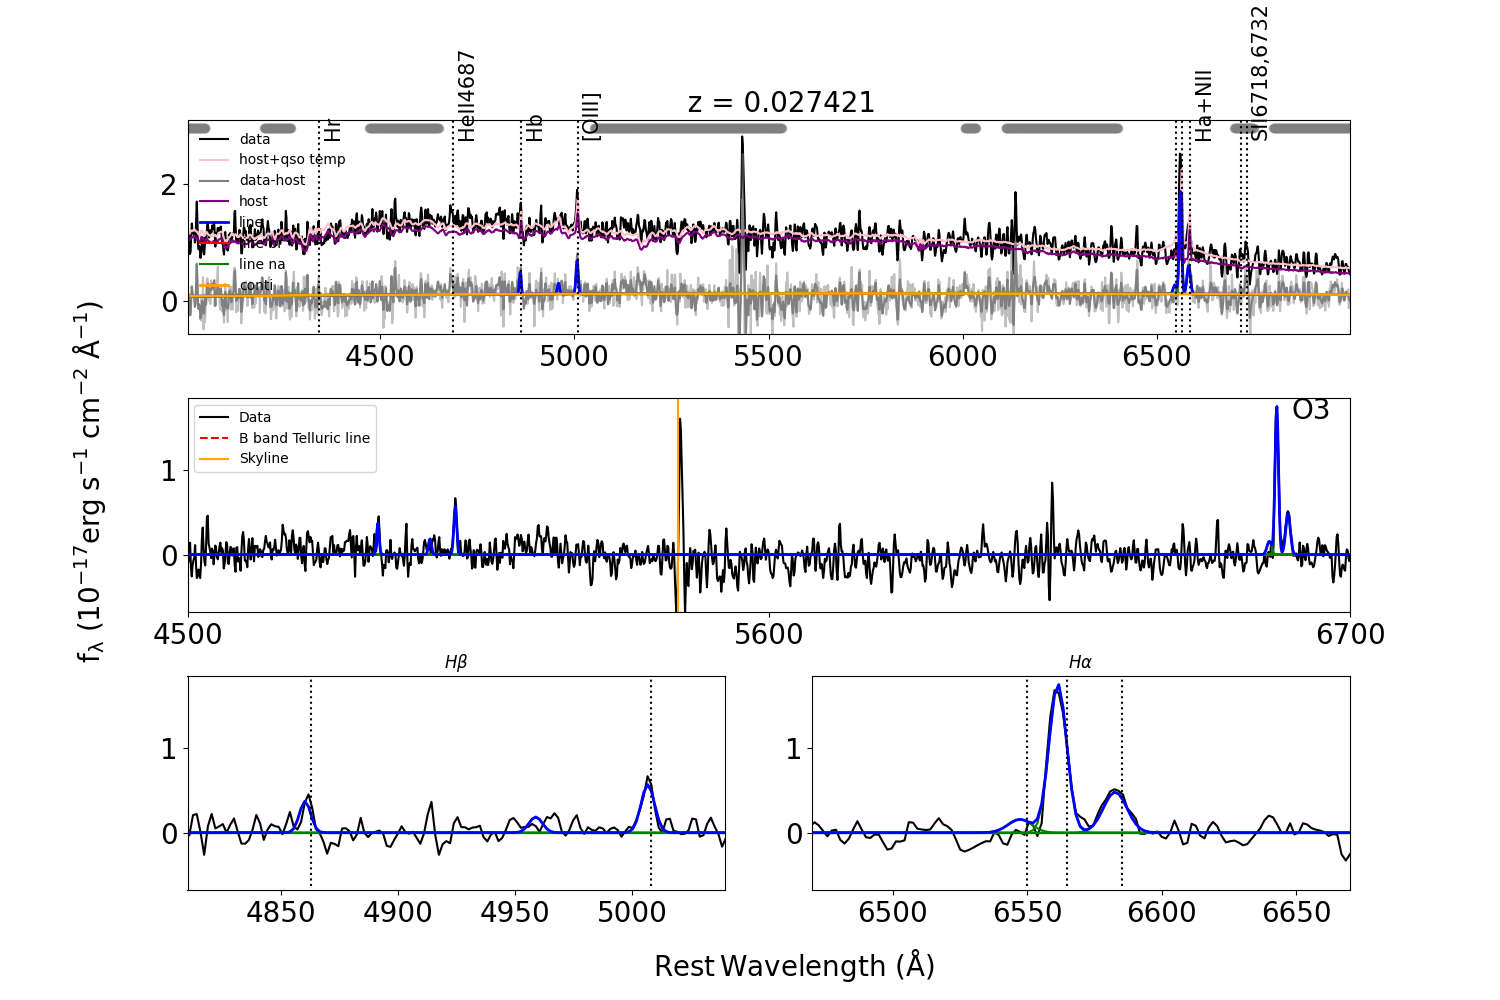 z = 0.027421
Hr
HeII4687
Hb
[OIII]
Ha+NII
SII6718,6732
data
host+qso temp
data-host
host
line
line br
line na
conti
2
0
4500
5000
5500
6000
6500
Data
B band Telluric line
Skyline
O3
1
0
4500
5600
6700
fλ (10−17erg s−1 cm−2 Å−1)
Hβ
1
0
4850
4900
4950
5000
Hα
1
0
6500
6550
6600
6650
Rest Wavelength (Å)